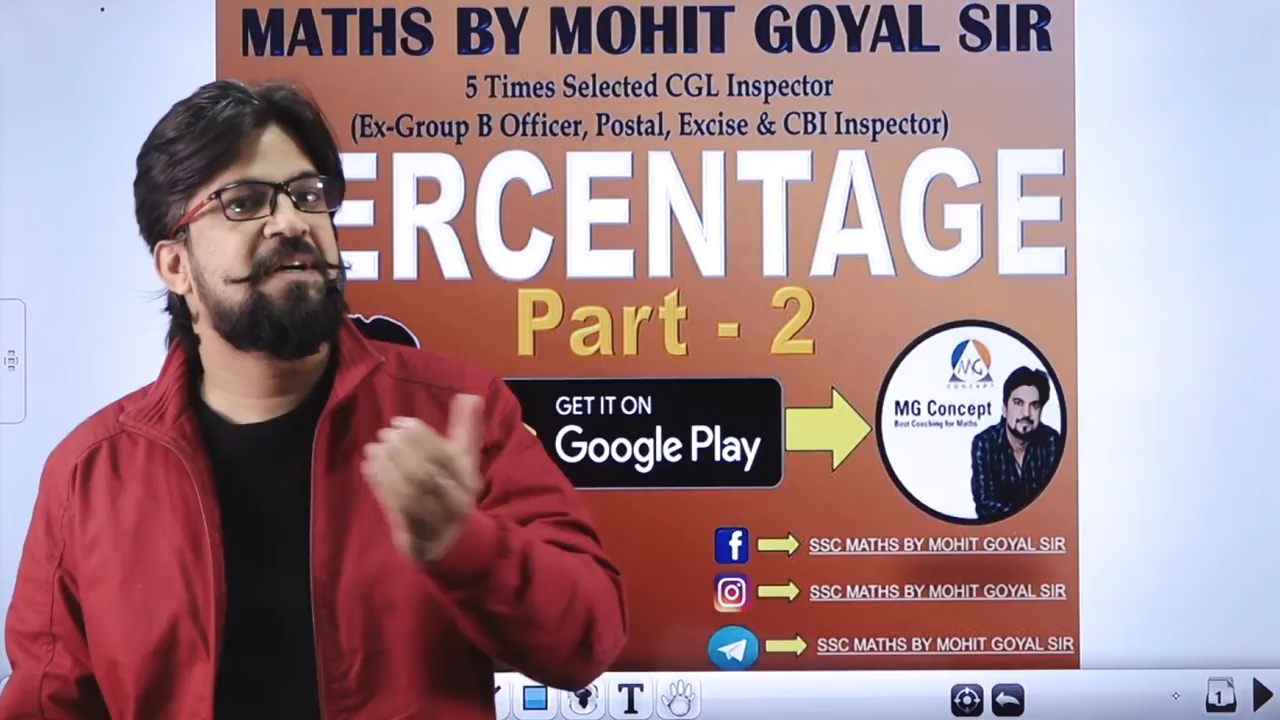 MATHS BY MOHIT GOYAL SIR
5 Times Selected CGL Inspector
(Ex-Group B Officer, Postal, Excise & CBI Inspector)
ERCENTAGE
Part - 2
GET IT ON
Google Play
MG
CONCEPT
MG Concept
Best Coaching for Maths
f
SSC MATHS BY MOHIT GOYAL SIR
SSC MATHS BY MOHIT GOYAL SIR
SSC MATHS BY MOHIT GOYAL SIR
T
1